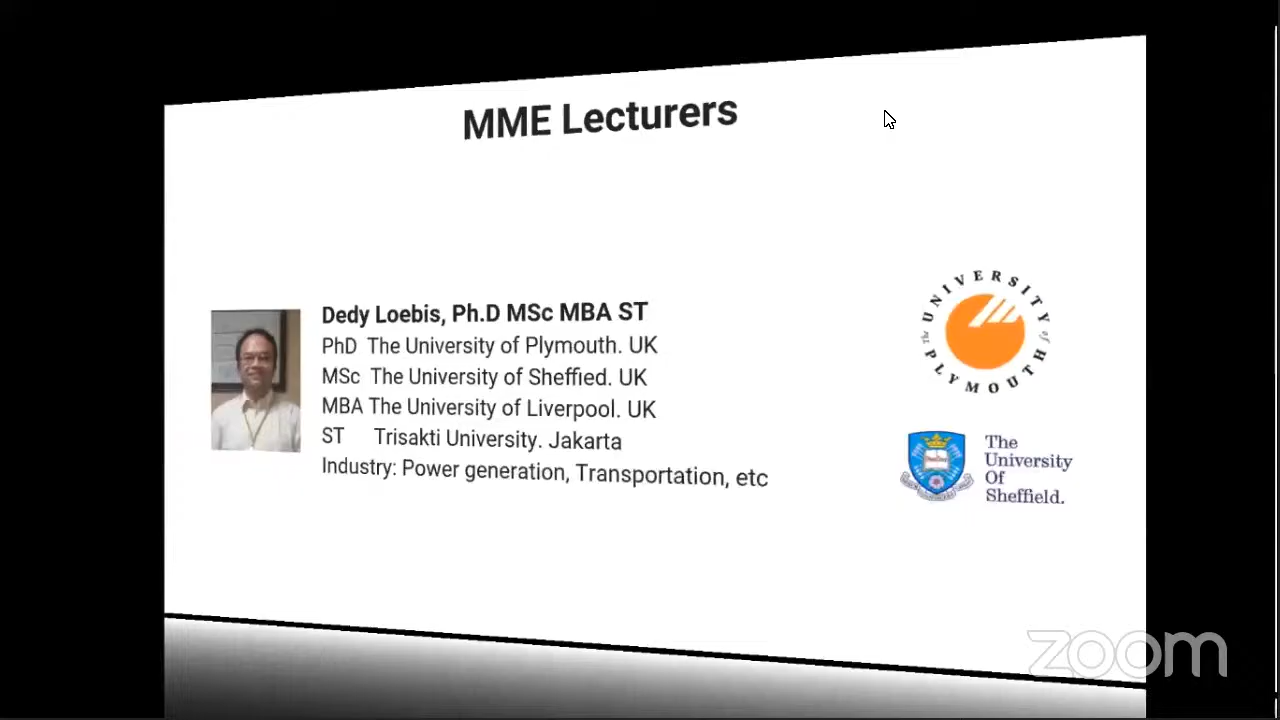 MME Lecturers
Dedy Loebis, Ph.D MSc MBA ST
PhD The University of Plymouth. UK
MSc The University of Sheffied. UK
MBA The University of Liverpool. UK
ST Trisakti University. Jakarta
Industry: Power generation, Transportation, etc
The UNIVERSITY of PLYMOUTH
The
University
Of
Sheffield.
zoom